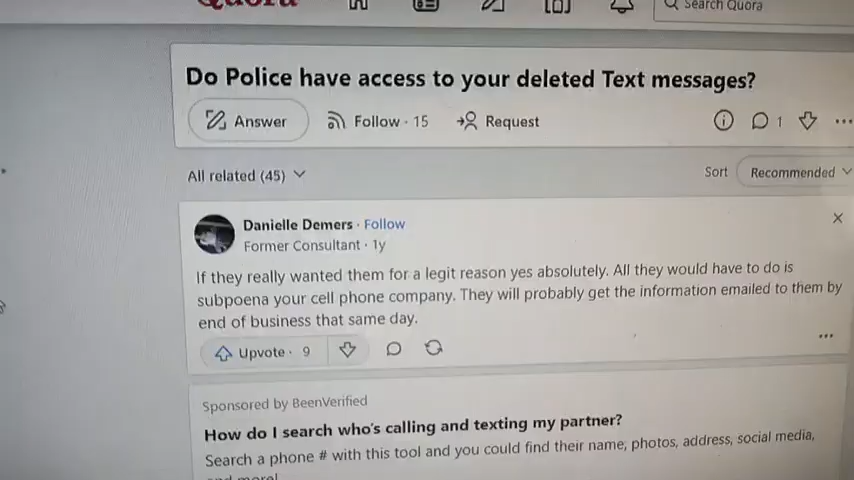 Quora
Search Quora
Do Police have access to your deleted Text messages?
Answer
Follow · 15
Request
1
All related (45)
Sort
Recommended
Danielle Demers · Follow
Former Consultant · 1y
If they really wanted them for a legit reason yes absolutely. All they would have to do is
subpoena your cell phone company. They will probably get the information emailed to them by
end of business that same day.
Upvote · 9
Sponsored by BeenVerified
How do I search who's calling and texting my partner?
Search a phone # with this tool and you could find their name, photos, address, social media,
and more!